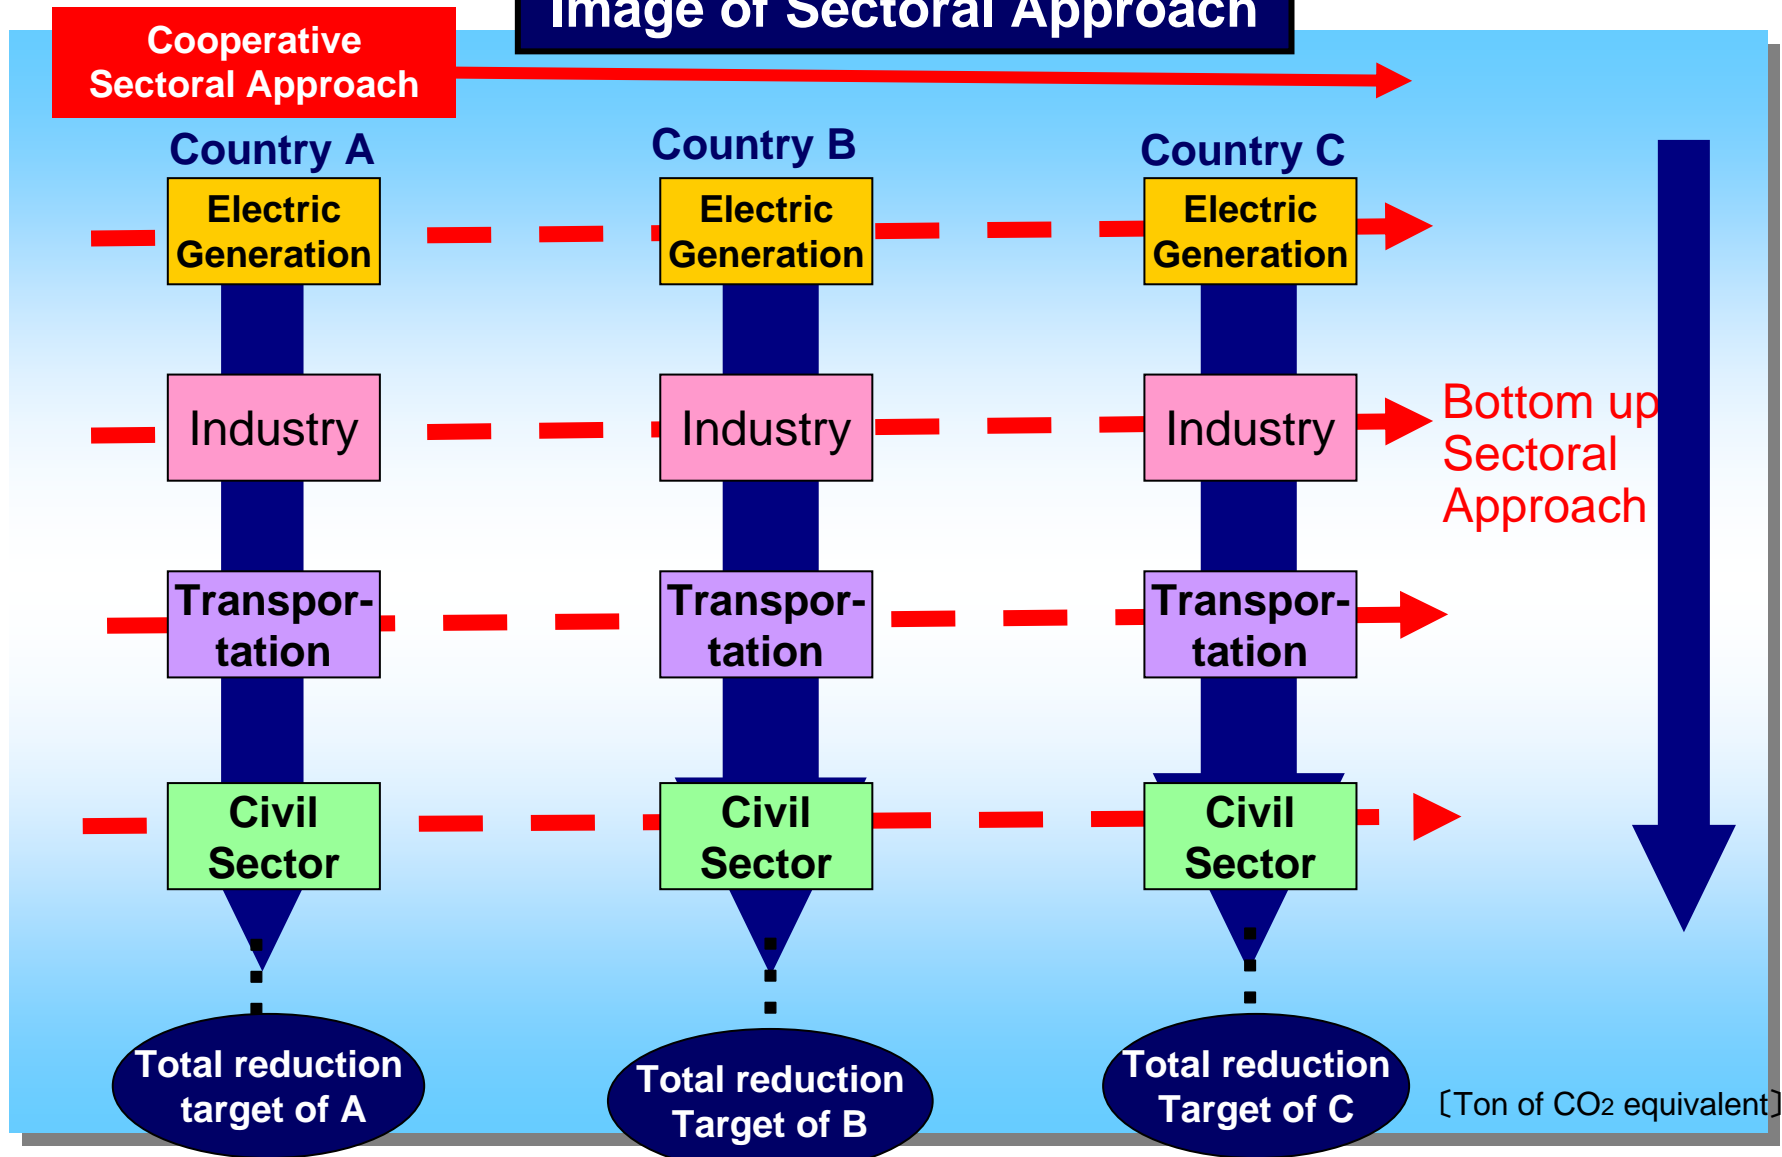 Image of Sectoral Approach
Cooperative
Sectoral Approach
Country A
Country B
Country C
Electric
Generation
Electric
Generation
Electric
Generation
Industry
Industry
Industry
Bottom up
Sectoral
Approach
Transpor-
tation
Transpor-
tation
Transpor-
tation
Civil
Sector
Civil
Sector
Civil
Sector
Total reduction
target of A
Total reduction
Target of B
Total reduction
Target of C
〔Ton of CO2 equivalent〕